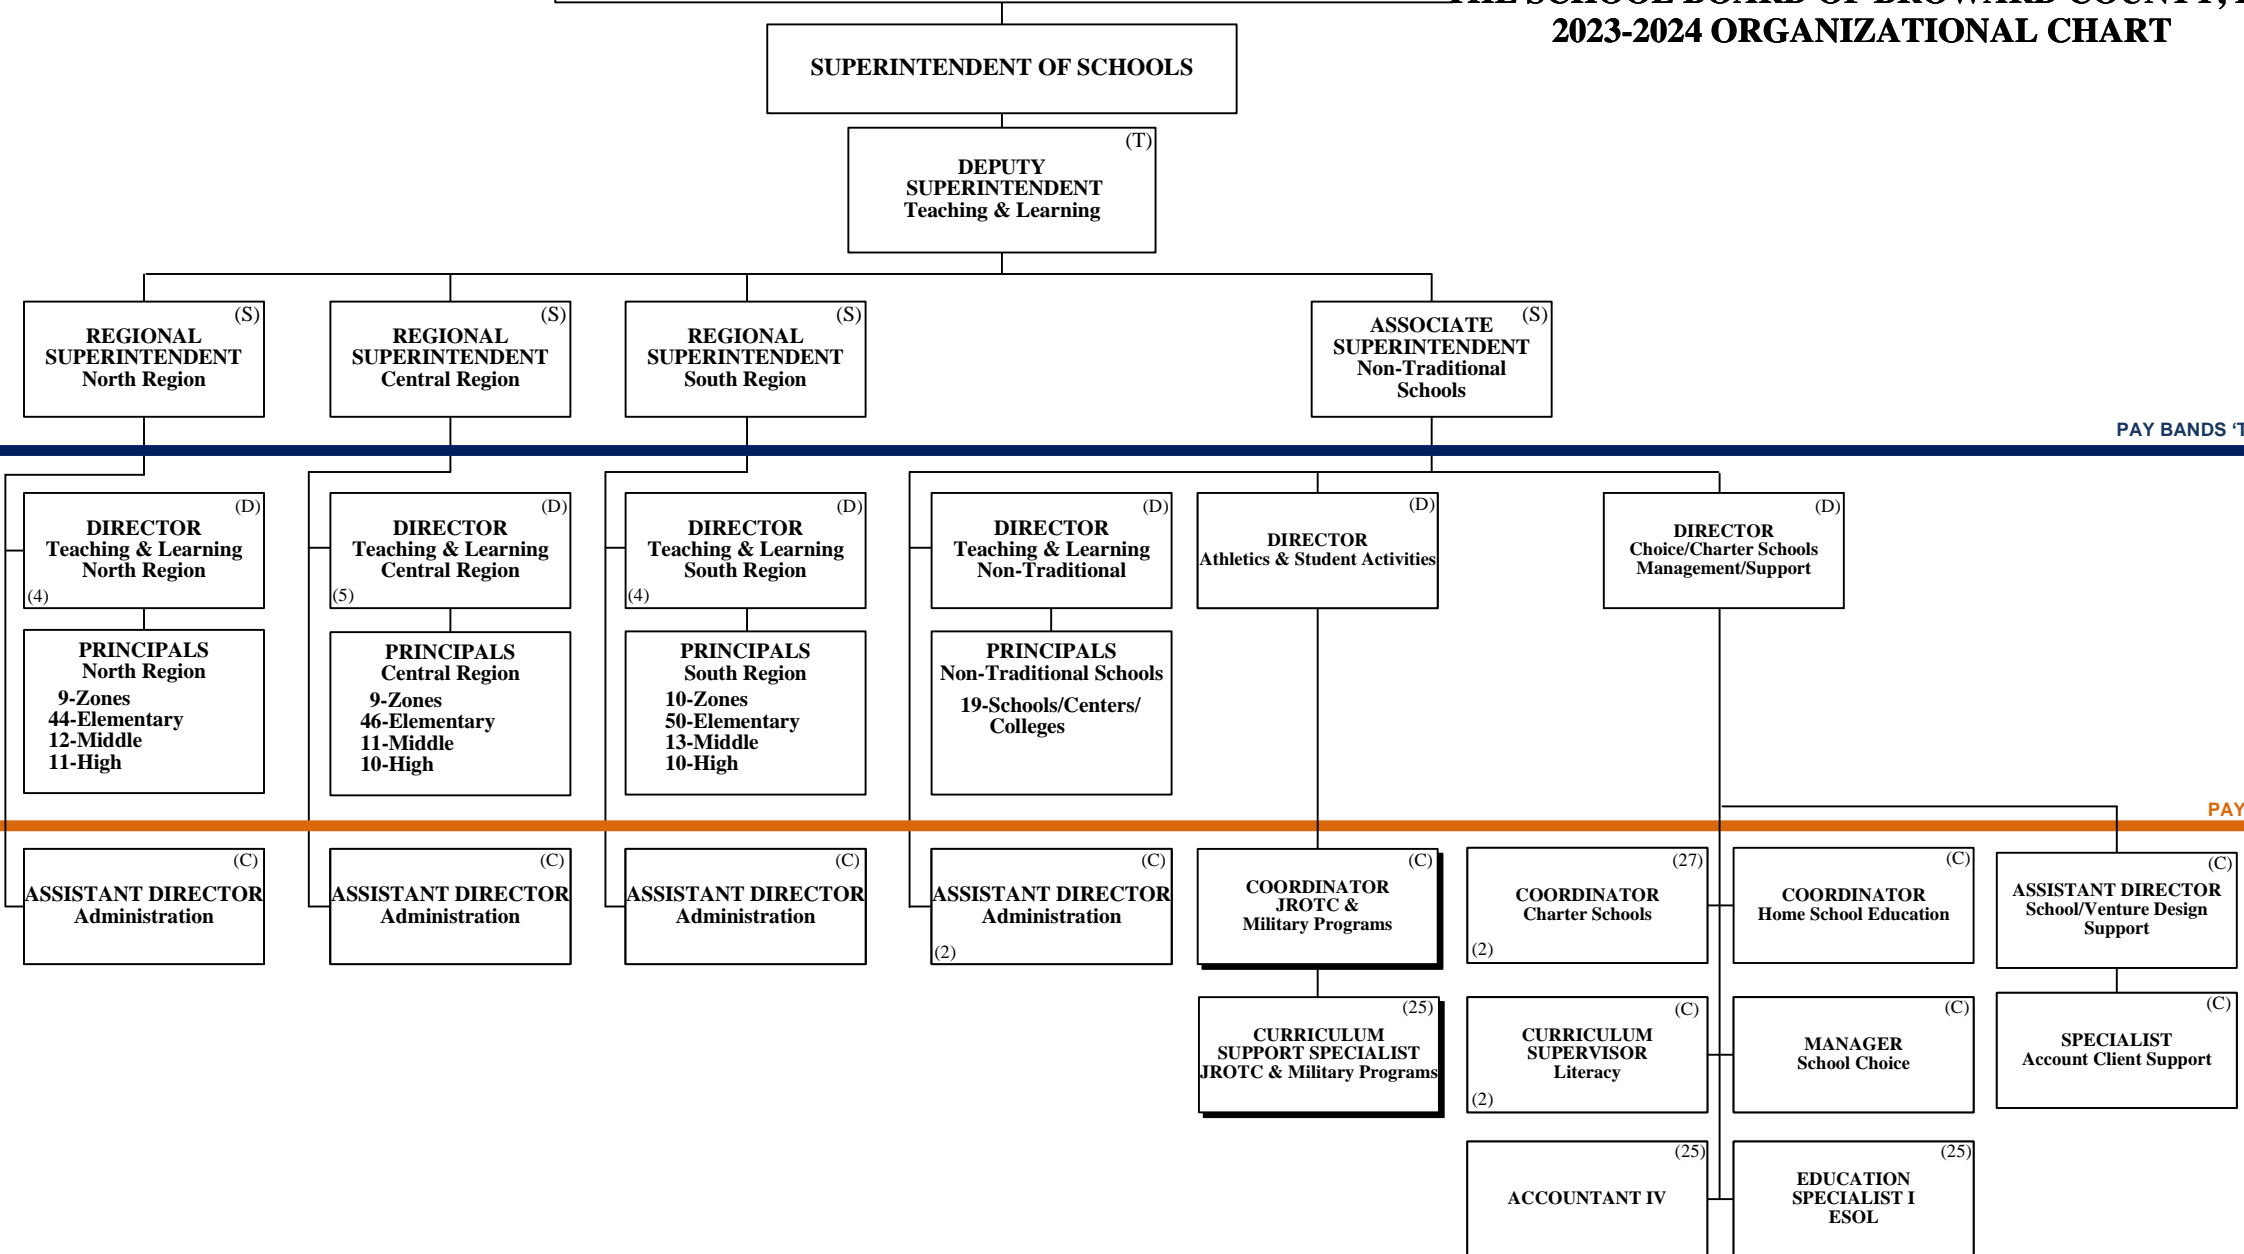 THE SCHOOL BOARD OF BROWARD COUNTY,
2023-2024 ORGANIZATIONAL CHART
SUPERINTENDENT OF SCHOOLS
(T)
DEPUTY
SUPERINTENDENT
Teaching & Learning
(S)
REGIONAL
SUPERINTENDENT
North Region
(S)
REGIONAL
SUPERINTENDENT
Central Region
(S)
REGIONAL
SUPERINTENDENT
South Region
(S)
ASSOCIATE
SUPERINTENDENT
Non-Traditional
Schools
PAY BANDS ‘T
(D)
DIRECTOR
Teaching & Learning
North Region
(4)
(D)
DIRECTOR
Teaching & Learning
Central Region
(5)
(D)
DIRECTOR
Teaching & Learning
South Region
(4)
(D)
DIRECTOR
Teaching & Learning
Non-Traditional
(D)
DIRECTOR
Athletics & Student Activities
(D)
DIRECTOR
Choice/Charter Schools
Management/Support
PRINCIPALS
North Region
9-Zones
44-Elementary
12-Middle
11-High
PRINCIPALS
Central Region
9-Zones
46-Elementary
11-Middle
10-High
PRINCIPALS
South Region
10-Zones
50-Elementary
13-Middle
10-High
PRINCIPALS
Non-Traditional Schools
19-Schools/Centers/
Colleges
PAY
(C)
ASSISTANT DIRECTOR
Administration
(C)
ASSISTANT DIRECTOR
Administration
(C)
ASSISTANT DIRECTOR
Administration
(C)
ASSISTANT DIRECTOR
Administration
(2)
(C)
COORDINATOR
JROTC &
Military Programs
(27)
COORDINATOR
Charter Schools
(2)
(C)
COORDINATOR
Home School Education
(C)
ASSISTANT DIRECTOR
School/Venture Design
Support
(25)
CURRICULUM
SUPPORT SPECIALIST
JROTC & Military Programs
(C)
CURRICULUM
SUPERVISOR
Literacy
(2)
(C)
MANAGER
School Choice
(C)
SPECIALIST
Account Client Support
(25)
ACCOUNTANT IV
(25)
EDUCATION
SPECIALIST I
ESOL